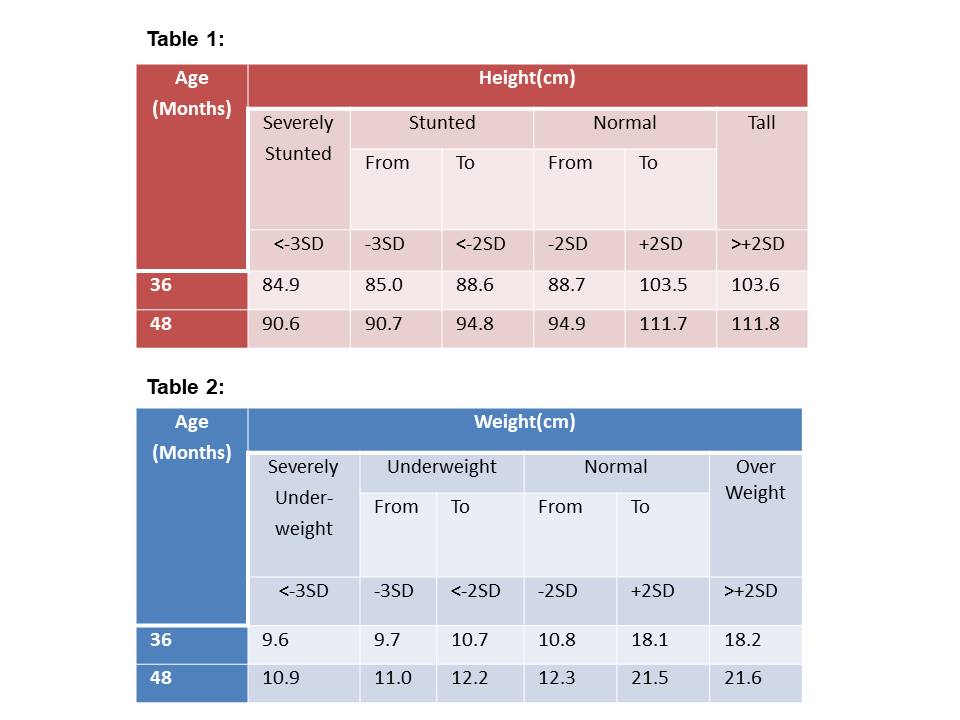 Table 1:
Age
(Months)
Height(cm)
Severely
Stunted
Stunted
Normal
Tall
From To From To
<-3SD -3SD <-2SD -2SD +2SD >+2SD
36 84.9 85.0 88.6 88.7 103.5 103.6
48 90.6 90.7 94.8 94.9 111.7 111.8
Table 2:
Age
(Months)
Weight(cm)
Severely
Under-
weight
Underweight
Normal
Over
Weight
From To From To
<-3SD -3SD <-2SD -2SD +2SD >+2SD
36 9.6 9.7 10.7 10.8 18.1 18.2
48 10.9 11.0 12.2 12.3 21.5 21.6